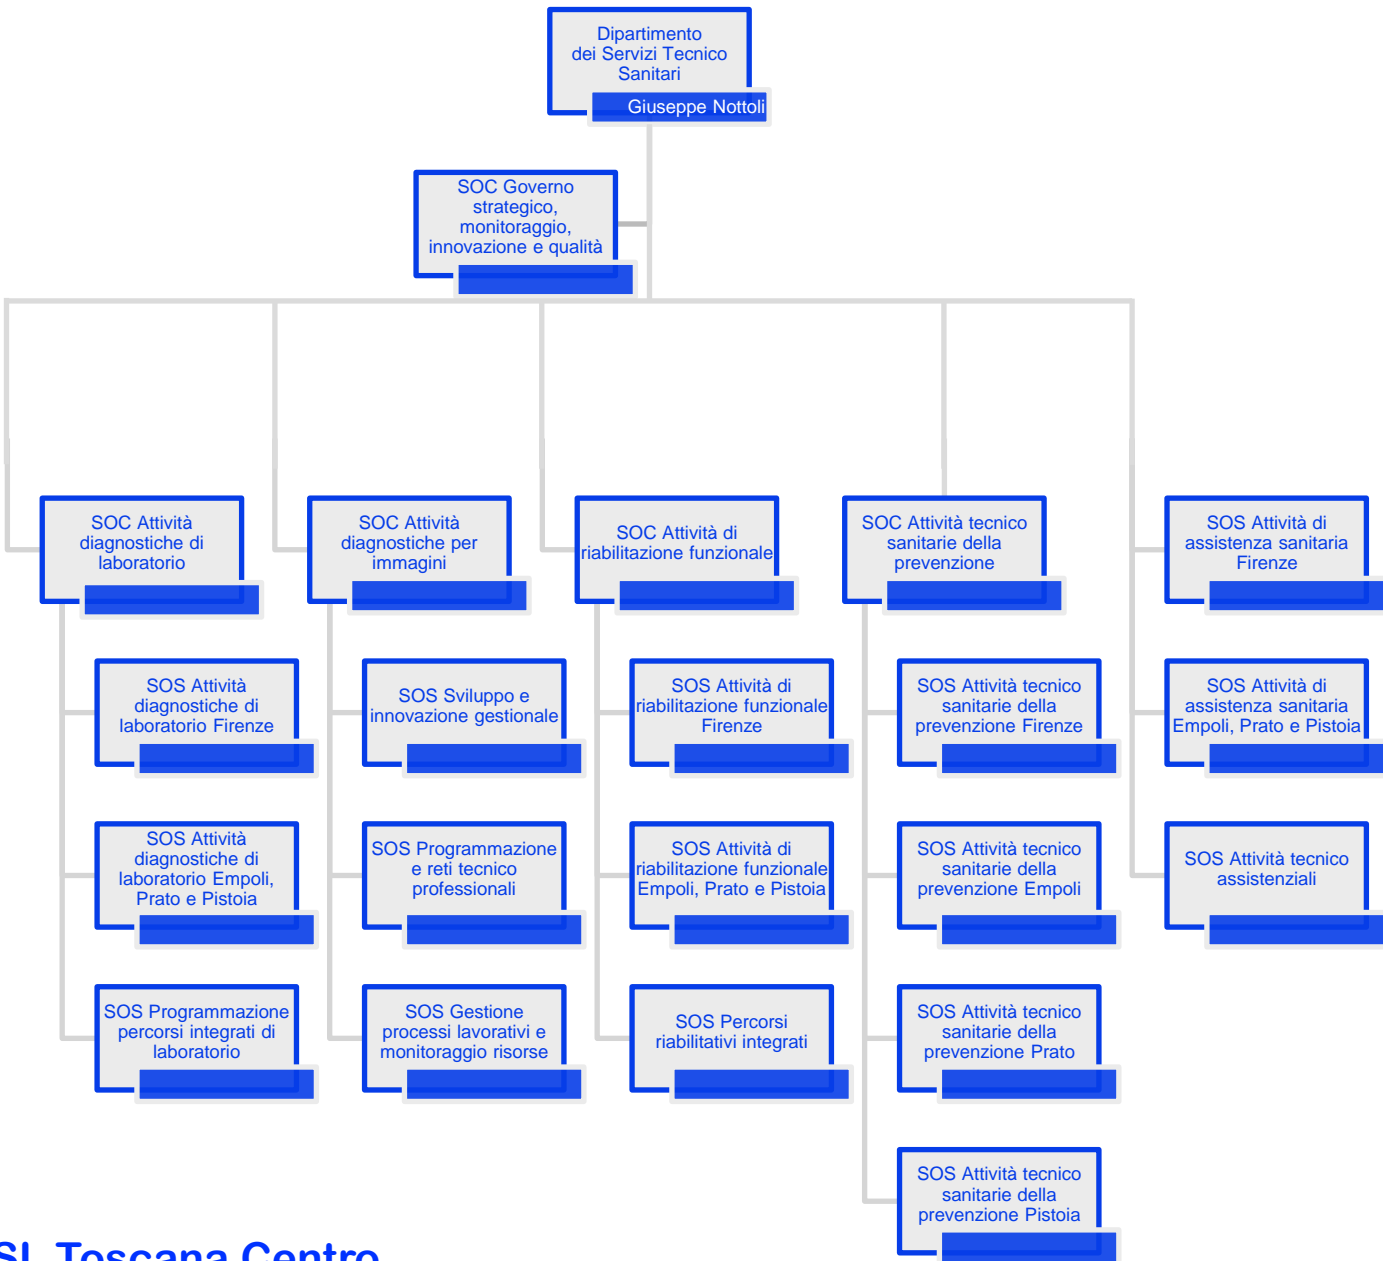 Dipartimento
dei Servizi Tecnico
Sanitari
Giuseppe Nottoli
SOC Governo
strategico,
monitoraggio,
innovazione e qualità
SOC Attività
diagnostiche di
laboratorio
SOS Attività
diagnostiche di
laboratorio Firenze
SOS Attività
diagnostiche di
laboratorio Empoli,
Prato e Pistoia
SOS Programmazione
percorsi integrati di
laboratorio
SOC Attività
diagnostiche per
immagini
SOS Sviluppo e
innovazione gestionale
SOS Programmazione
e reti tecnico
professionali
SOS Gestione
processi lavorativi e
monitoraggio risorse
SOC Attività di
riabilitazione funzionale
SOS Attività di
riabilitazione funzionale
Firenze
SOS Attività di
riabilitazione funzionale
Empoli, Prato e Pistoia
SOS Percorsi
riabilitativi integrati
SOC Attività tecnico
sanitarie della
prevenzione
SOS Attività tecnico
sanitarie della
prevenzione Firenze
SOS Attività tecnico
sanitarie della
prevenzione Empoli
SOS Attività tecnico
sanitarie della
prevenzione Prato
SOS Attività tecnico
sanitarie della
prevenzione Pistoia
SOS Attività di
assistenza sanitaria
Firenze
SOS Attività di
assistenza sanitaria
Empoli, Prato e Pistoia
SOS Attività tecnico
assistenziali
SL Toscana Centro